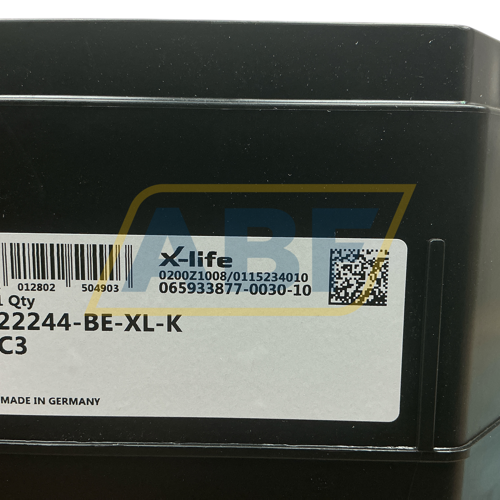 X-life
0200Z1008/0115234010
065933877-0030-10
012802 504903
1 Qty
22244-BE-XL-K
C3
MADE IN GERMANY
ABF